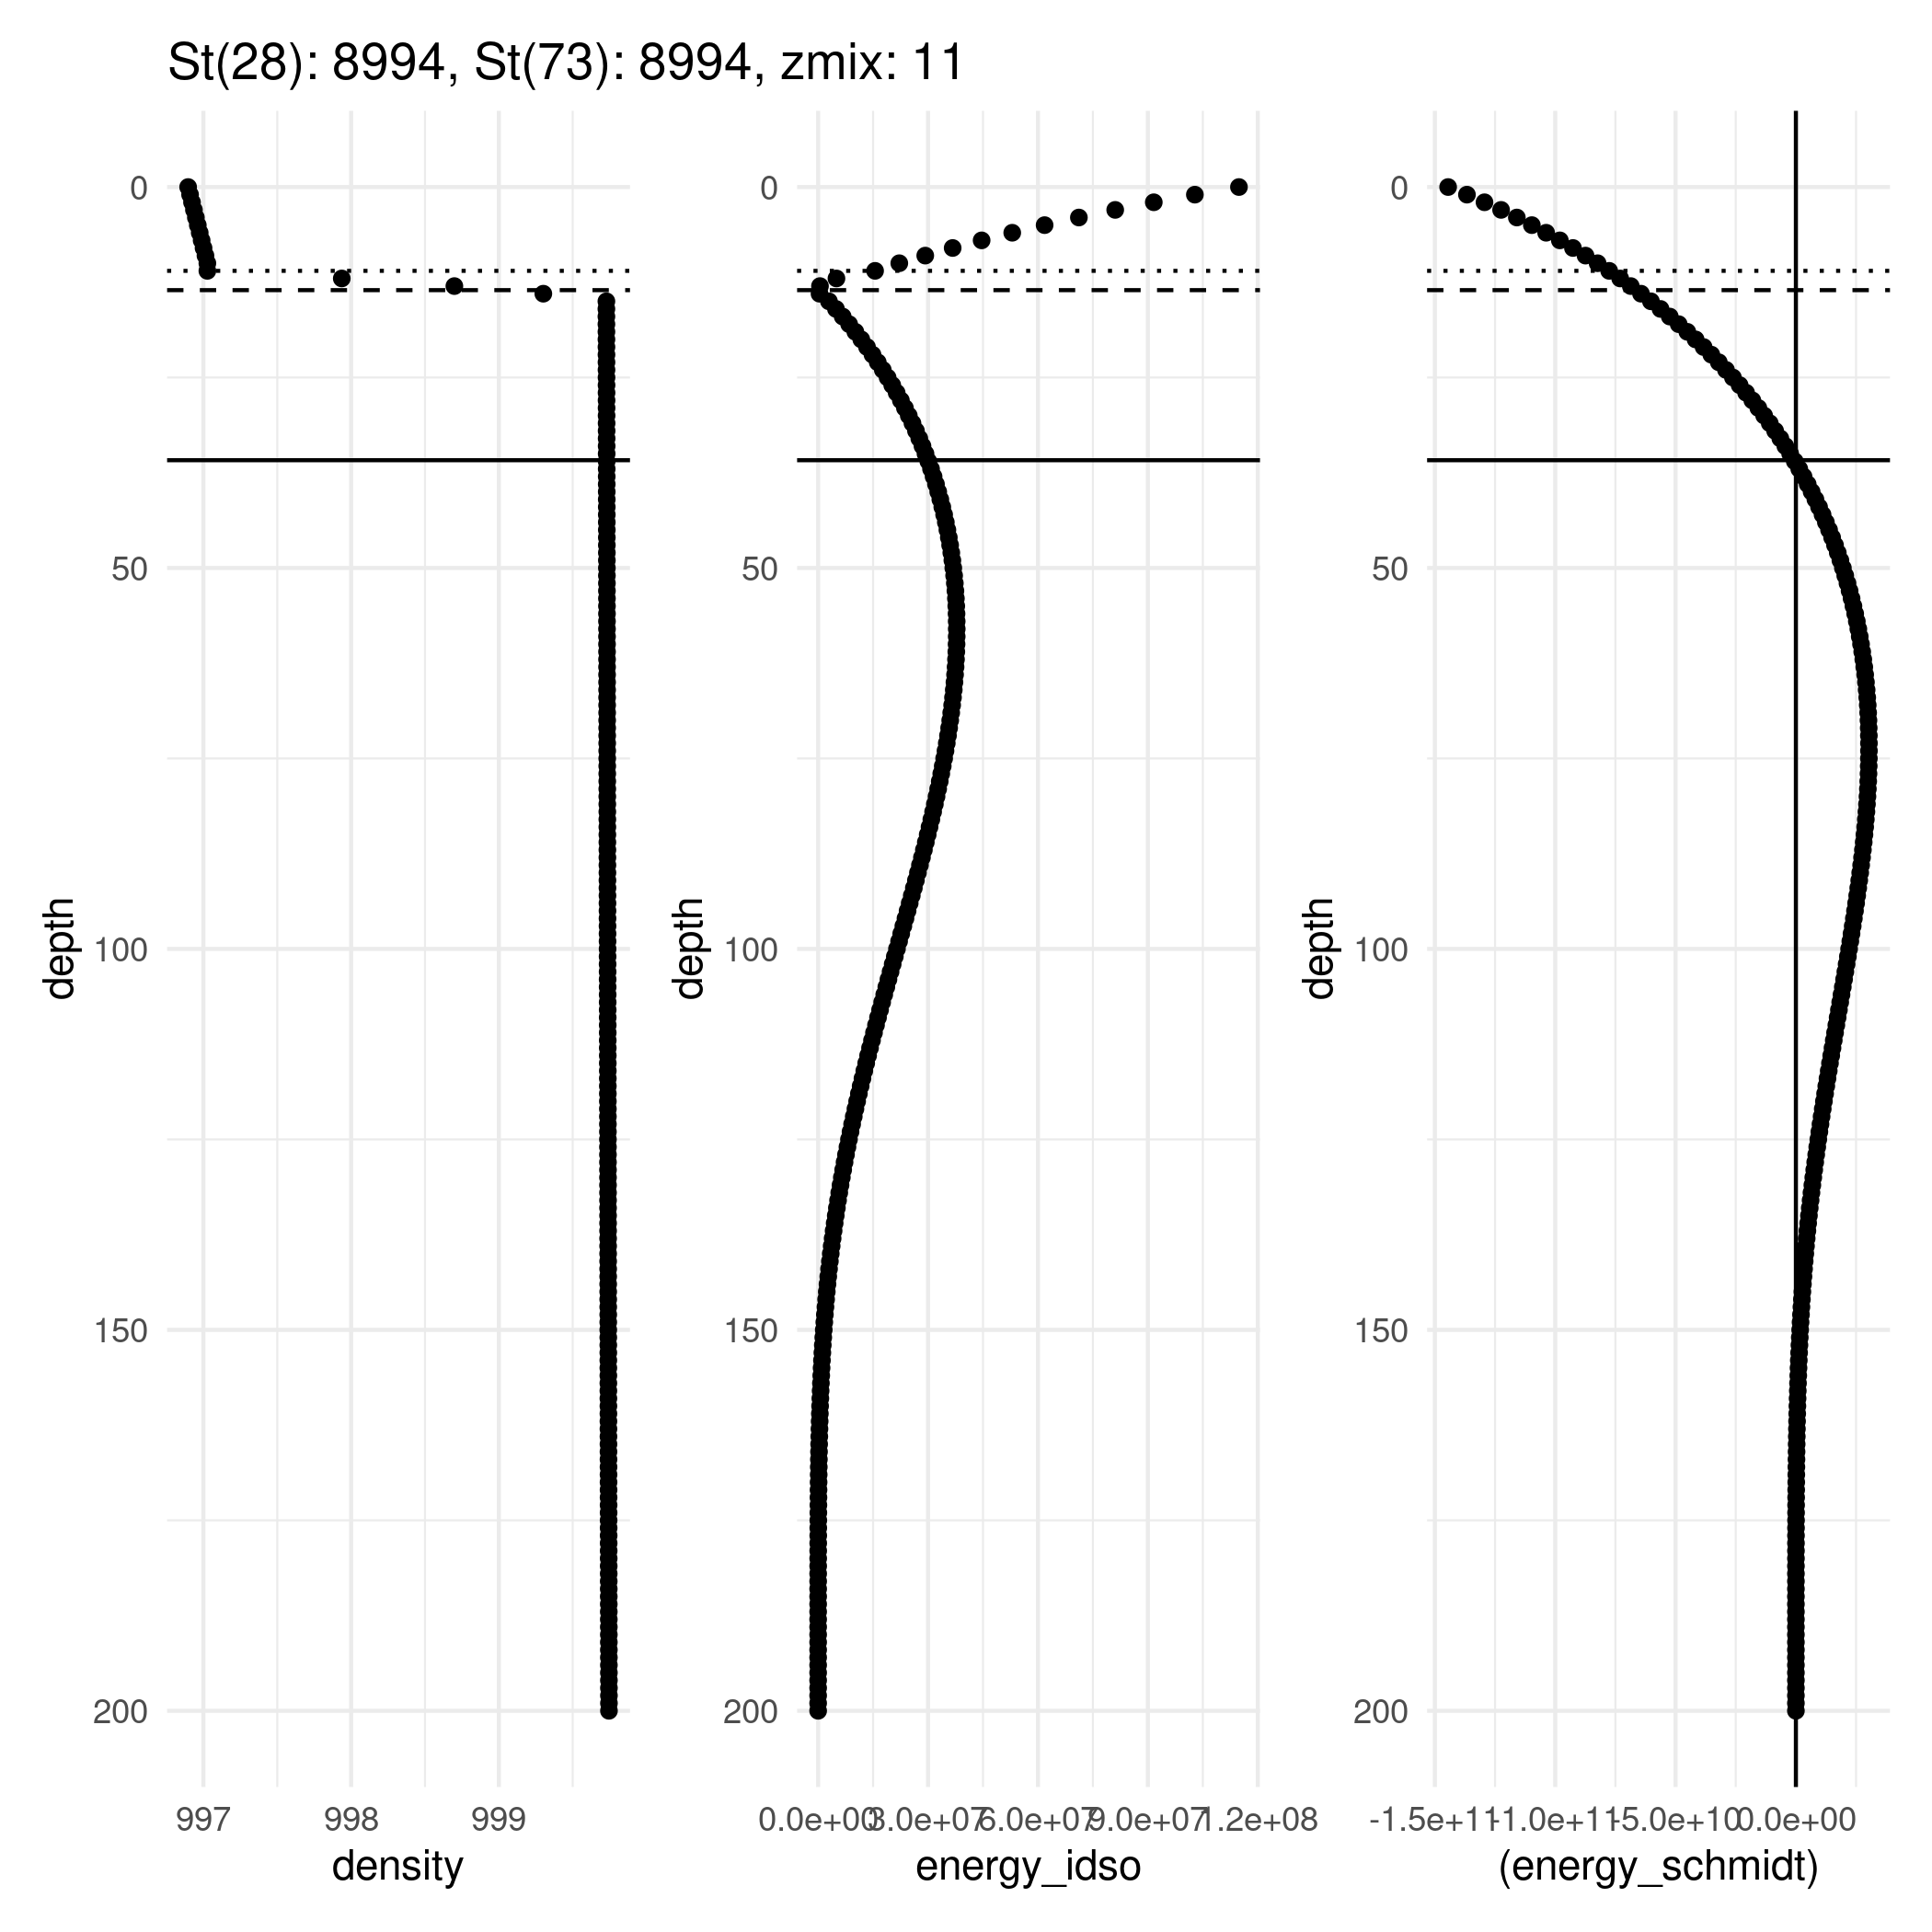 St(28): 8994, St(73): 8994, zmix: 11
0
50
100
150
200
depth
997
998
999
density
0
50
100
150
200
depth
0.0e+00
3.0e+07
6.0e+07
9.0e+07
1.2e+08
energy_idso
0
50
100
150
200
depth
-1.5e+11
-1.0e+11
-5.0e+10
0.0e+00
(energy_schmidt)